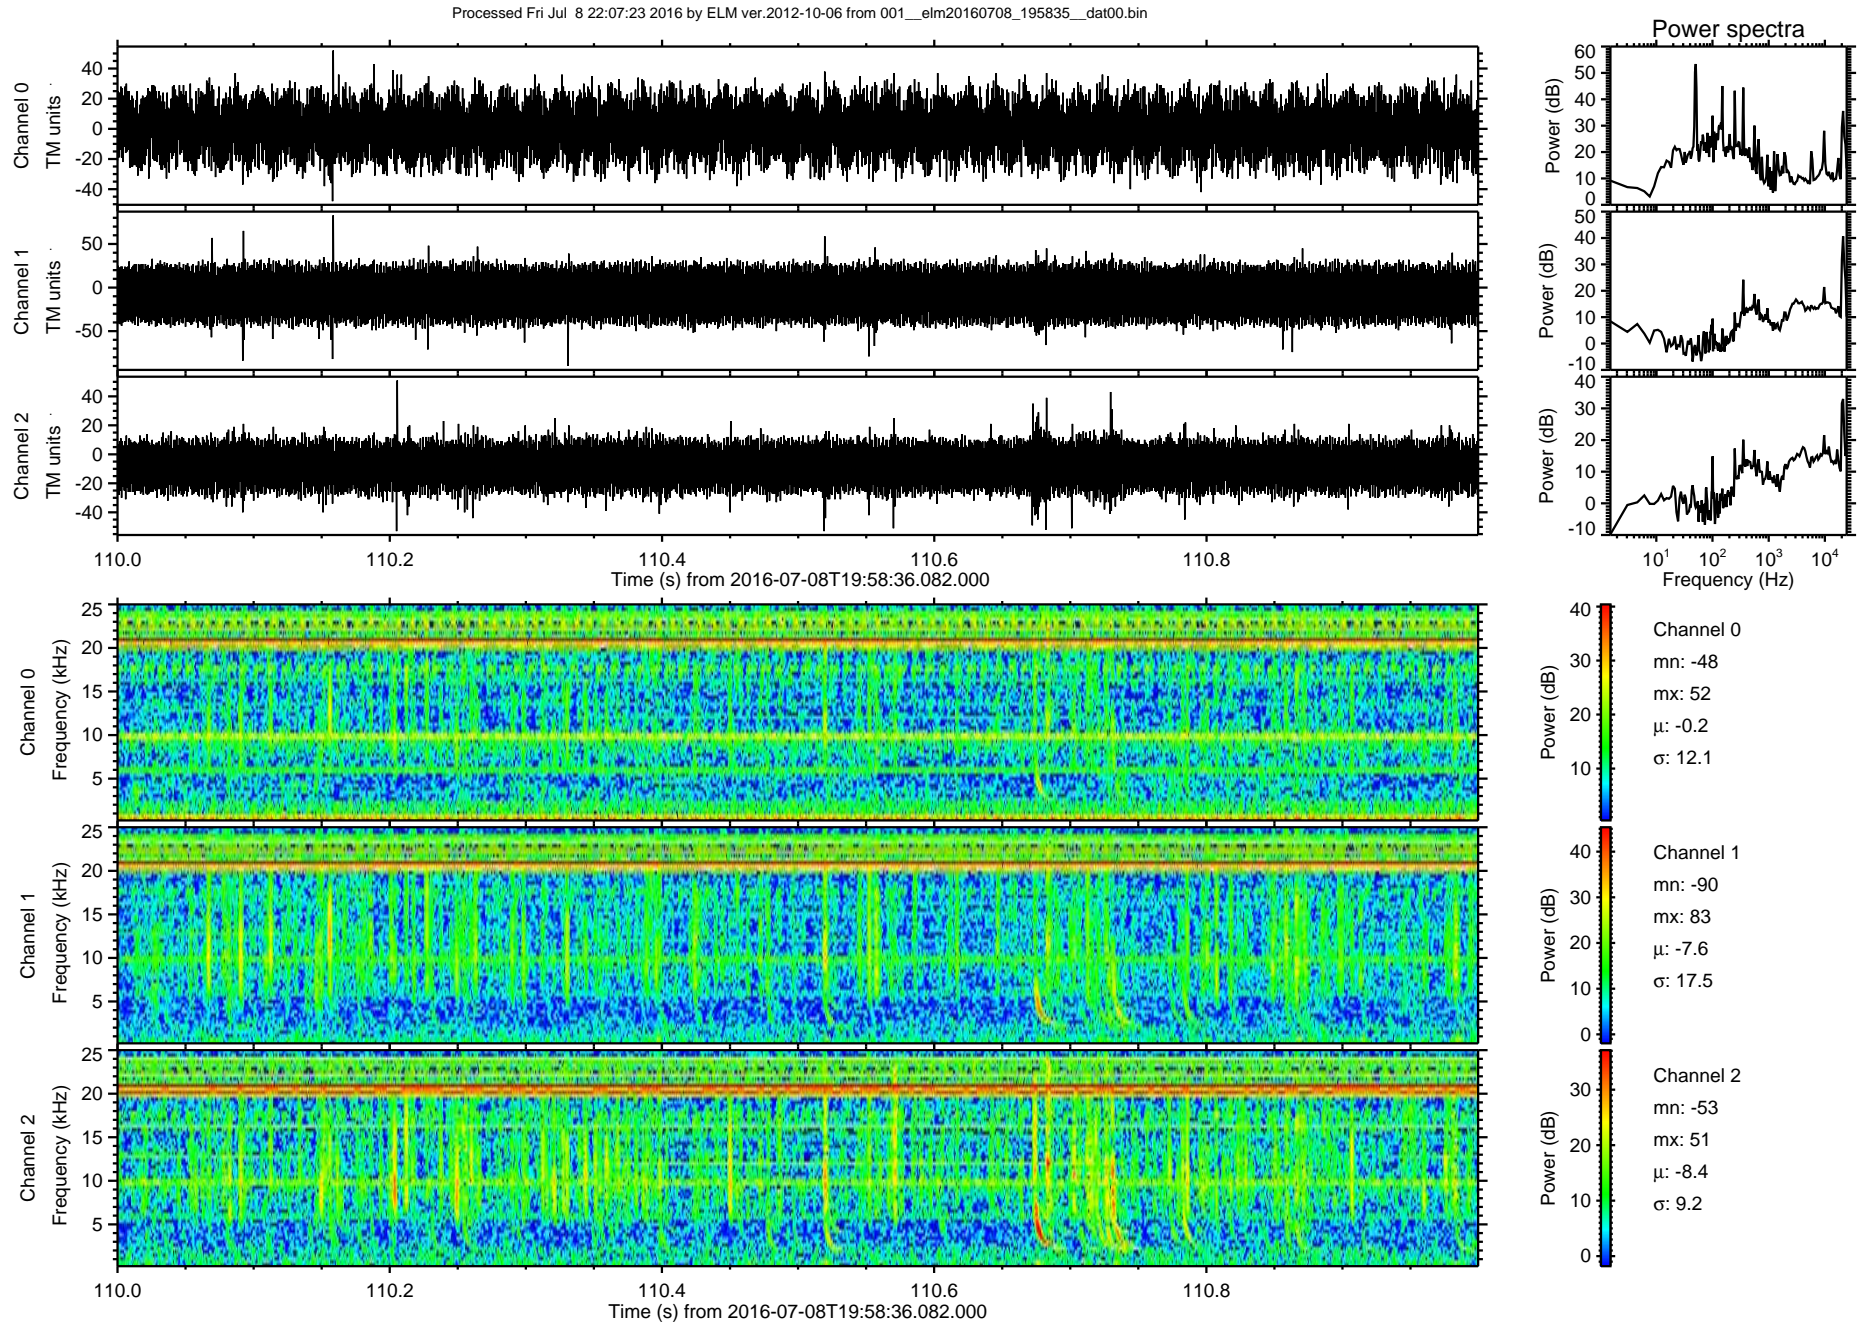 Processed Fri Jul  8 22:07:23 2016 by ELM ver.2012-10-06 from 001__elm20160708_195835__dat00.bin
Power spectra
Channel 0
TM units
40
20
0
-20
-40
Power (dB)
60
50
40
30
20
10
0
Channel 1
TM units
50
0
-50
Power (dB)
50
40
30
20
10
0
-10
Channel 2
TM units
40
20
0
-20
-40
Power (dB)
40
30
20
10
0
-10
110.0 110.2 110.4 110.6 110.8
Time (s) from 2016-07-08T19:58:36.082.000
10¹ 10² 10³ 10⁴
Frequency (Hz)
Channel 0
Frequency (kHz)
25
20
15
10
5
Power (dB)
40
30
20
10
Channel 0
mn: -48
mx: 52
μ: -0.2
σ: 12.1
Channel 1
Frequency (kHz)
25
20
15
10
5
Power (dB)
40
30
20
10
0
Channel 1
mn: -90
mx: 83
μ: -7.6
σ: 17.5
Channel 2
Frequency (kHz)
25
20
15
10
5
Power (dB)
30
20
10
0
Channel 2
mn: -53
mx: 51
μ: -8.4
σ: 9.2
110.0 110.2 110.4 110.6 110.8
Time (s) from 2016-07-08T19:58:36.082.000